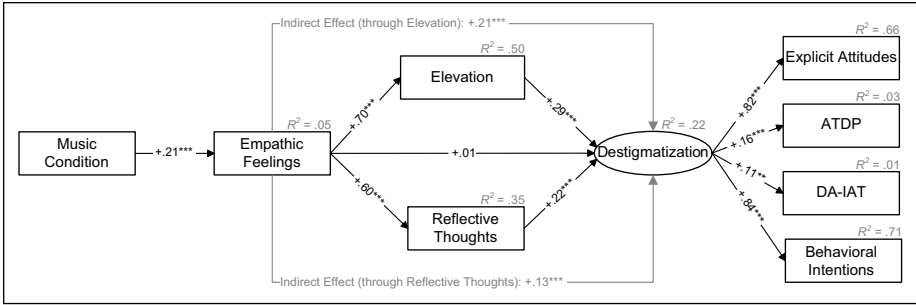 Indirect Effect (through Elevation): +.21***
R² = .66
Explicit Attitudes
R² = .50
Elevation
+.82***
R² = .03
ATDP
+.70***
+.29***
R² = .05
R² = .22
+.16***
Music
Condition
+.21***
Empathic
Feelings
+.01
Destigmatization
+.11**
R² = .01
DA-IAT
+.60***
+.22***
R² = .35
Reflective
Thoughts
+.84***
R² = .71
Behavioral
Intentions
Indirect Effect (through Reflective Thoughts): +.13***